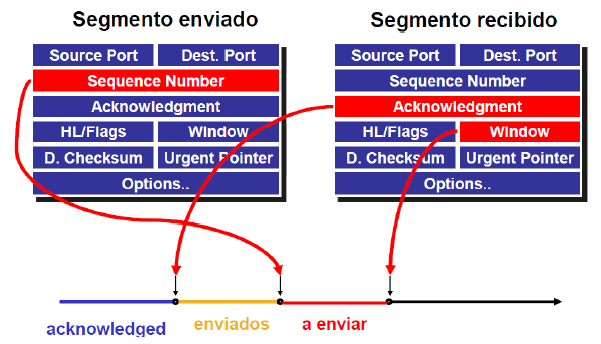 Segmento enviado
Source Port Dest. Port
Sequence Number
Acknowledgment
HL/Flags Window
D. Checksum Urgent Pointer
Options..
Segmento recibido
Source Port Dest. Port
Sequence Number
Acknowledgment
HL/Flags Window
D. Checksum Urgent Pointer
Options..
acknowledged enviados a enviar